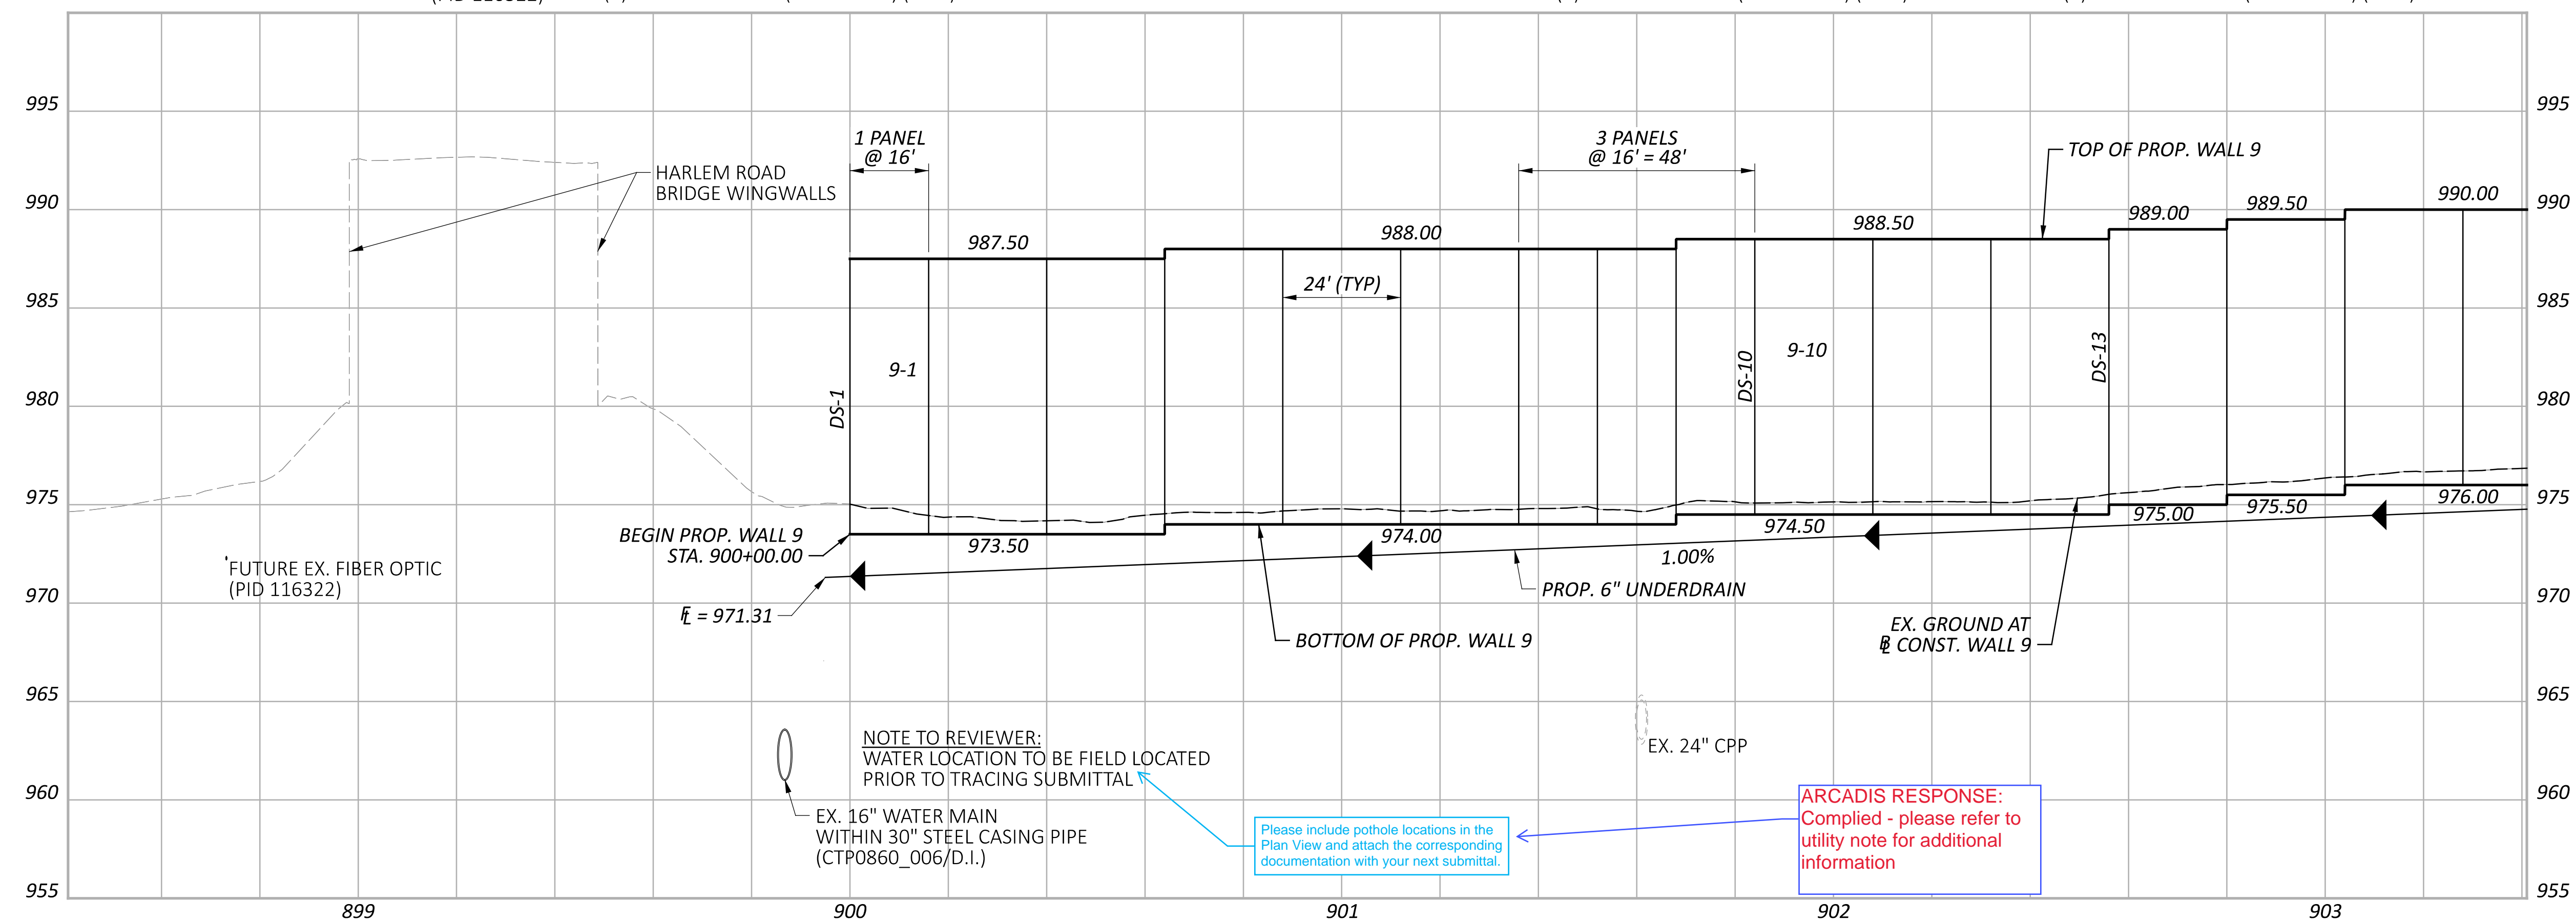 (PID 116322)
995
995
1 PANEL
@ 16'
3 PANELS
@ 16' = 48'
TOP OF PROP. WALL 9
HARLEM ROAD
BRIDGE WINGWALLS
990
990
987.50
988.00
988.50
989.00
989.50
990.00
985
985
24' (TYP)
DS-1
9-1
DS-10
9-10
DS-13
980
980
975
975
BEGIN PROP. WALL 9
STA. 900+00.00
973.50
974.00
974.50
975.00
975.50
976.00
1.00%
FUTURE EX. FIBER OPTIC
(PID 116322)
PROP. 6" UNDERDRAIN
970
970
FL = 971.31
BOTTOM OF PROP. WALL 9
EX. GROUND AT
BL CONST. WALL 9
965
965
NOTE TO REVIEWER:
WATER LOCATION TO BE FIELD LOCATED
PRIOR TO TRACING SUBMITTAL
EX. 24" CPP
960
960
EX. 16" WATER MAIN
WITHIN 30" STEEL CASING PIPE
(CTP0860_006/D.I.)
Please include pothole locations in the
Plan View and attach the corresponding
documentation with your next submittal.
ARCADIS RESPONSE:
Complied - please refer to
utility note for additional
information
955
955
899
900
901
902
903